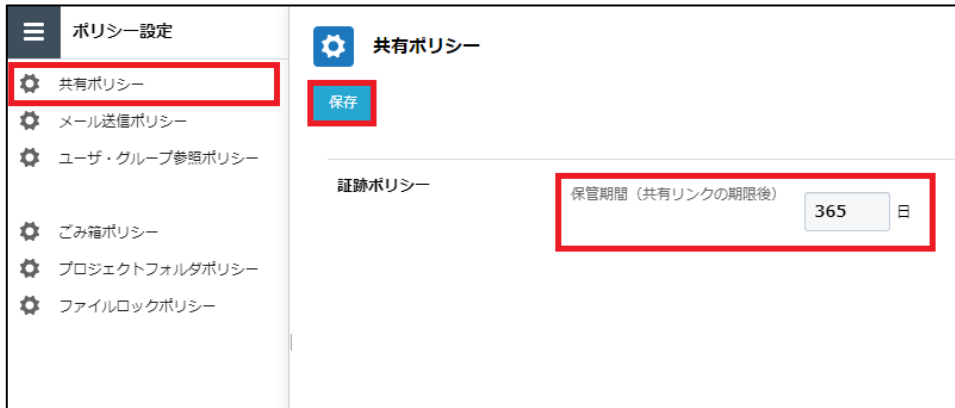 ポリシー設定
共有ポリシー
メール送信ポリシー
ユーザ・グループ参照ポリシー
ごみ箱ポリシー
プロジェクトフォルダポリシー
ファイルロックポリシー
共有ポリシー
保存
証跡ポリシー
保管期間（共有リンクの期限後）
365 日